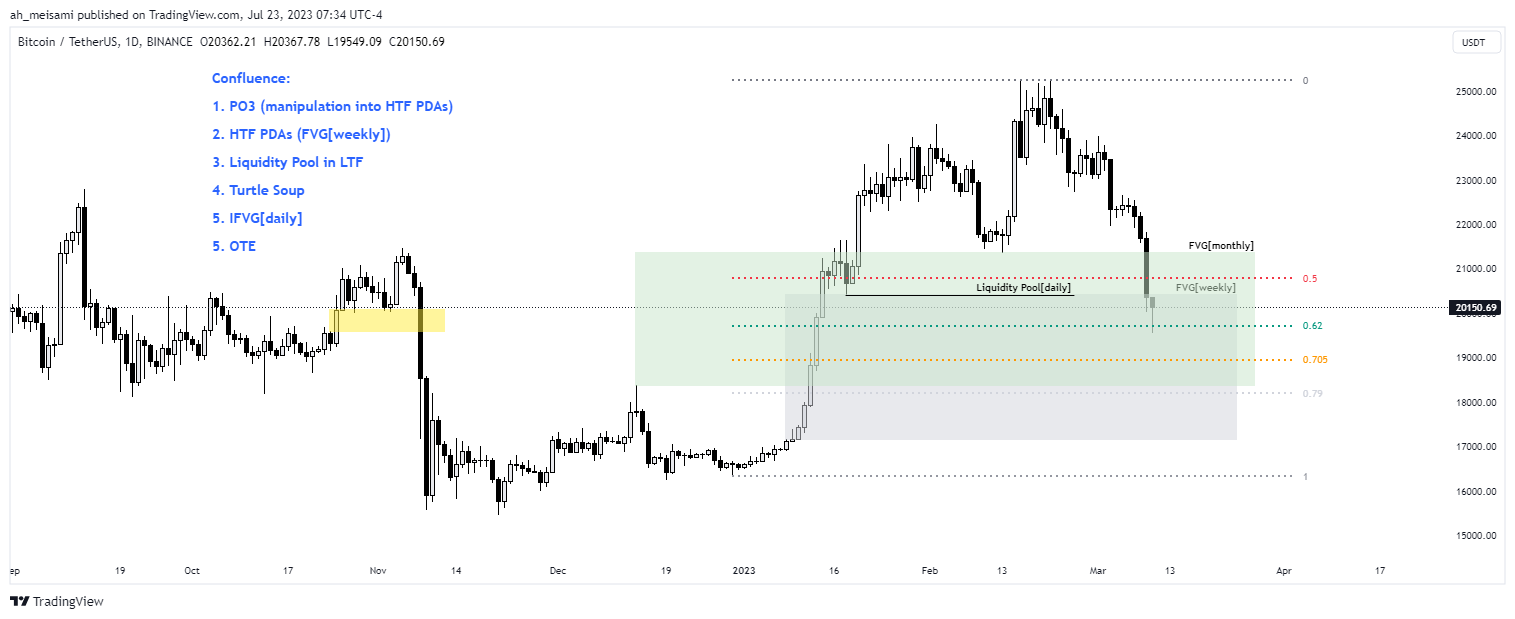 ah_meisami published on TradingView.com, Jul 23, 2023 07:34 UTC-4
Bitcoin / TetherUS, 1D, BINANCE O20362.21 H20367.78 L19549.09 C20150.69
USDT
Confluence:
1. PO3 (manipulation into HTF PDAs)
2. HTF PDAs (FVG[weekly])
3. Liquidity Pool in LTF
4. Turtle Soup
5. IFVG[daily]
5. OTE
0
FVG[monthly]
0.5
Liquidity Pool[daily]
FVG[weekly]
0.62
0.705
0.79
1
25000.00
24000.00
23000.00
22000.00
21000.00
20150.69
19000.00
18000.00
17000.00
16000.00
15000.00
ep 19 Oct 17 Nov 14 Dec 19 2023 16 Feb 13 Mar 13 Apr 17
TradingView